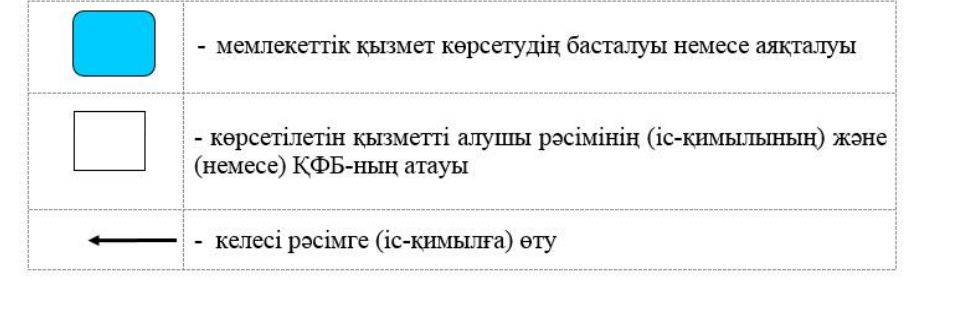 - мемлекеттік қызмет көрсетудің басталуы немесе аяқталуы
- көрсетілетін қызметті алушы рәсімінің (іс-қимылының) және
(немесе) ҚФБ-ның атауы
- келесі рәсімге (іс-қимылға) өту